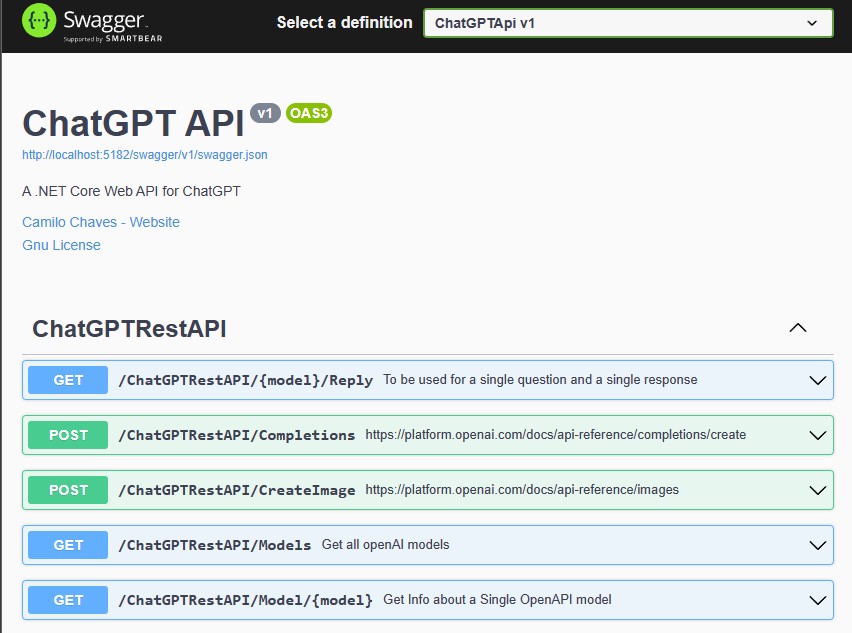 Swagger
Supported by SMARTBEAR
Select a definition
ChatGPTApi v1
ChatGPT API v1 OAS3
http://localhost:5182/swagger/v1/swagger.json
A .NET Core Web API for ChatGPT
Camilo Chaves - Website
Gnu License
ChatGPTRestAPI
GET /ChatGPTRestAPI/{model}/Reply To be used for a single question and a single response
POST /ChatGPTRestAPI/Completions https://platform.openai.com/docs/api-reference/completions/create
POST /ChatGPTRestAPI/CreateImage https://platform.openai.com/docs/api-reference/images
GET /ChatGPTRestAPI/Models Get all openAI models
GET /ChatGPTRestAPI/Model/{model} Get Info about a Single OpenAPI model